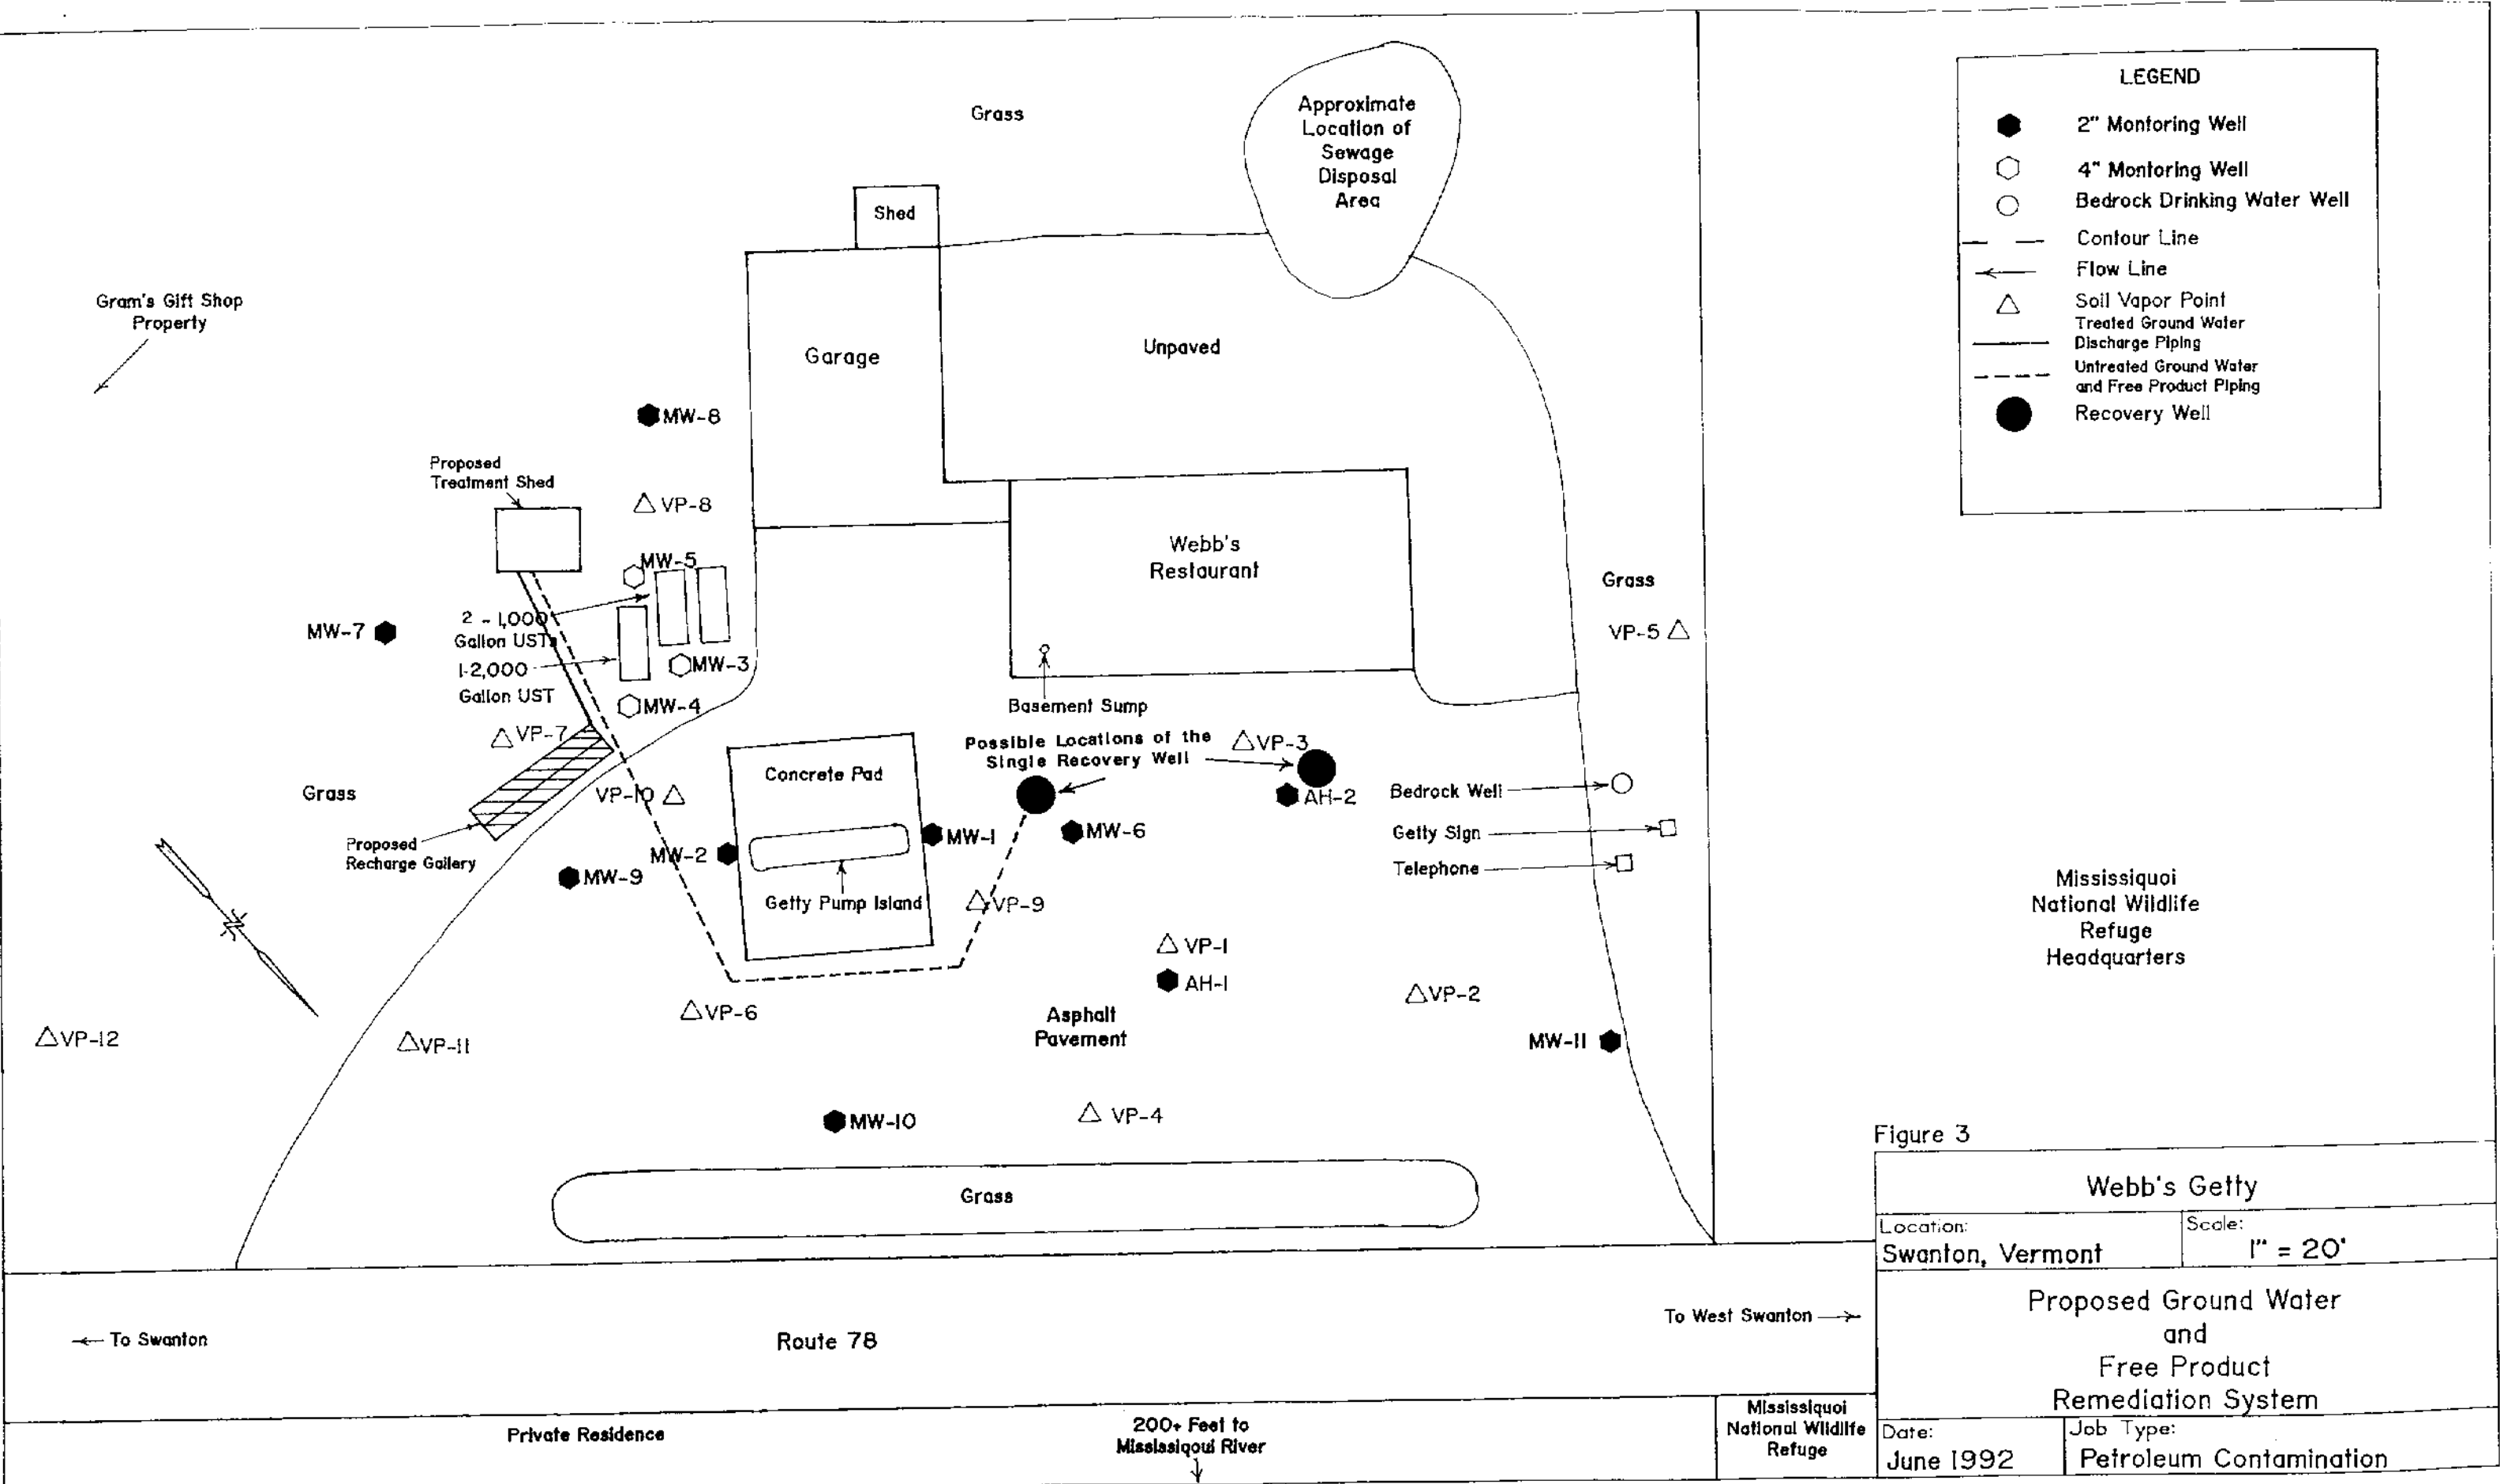 Grass
Approximate
Location of
Sewage
Disposal
Area
LEGEND
2" Montoring Well
4" Montoring Well
Bedrock Drinking Water Well
Contour Line
Flow Line
Soil Vapor Point
Treated Ground Water
Discharge Piping
Untreated Ground Water
and Free Product Piping
Recovery Well
Shed
Gram's Gift Shop
Property
Garage
Unpaved
MW-8
Proposed
Treatment Shed
VP-8
MW-5
Webb's
Restaurant
Grass
VP-5
MW-7
2 - 1,000
Gallon USTs
1-2,000
Gallon UST
MW-3
MW-4
Basement Sump
VP-7
Possible Locations of the
Single Recovery Well
VP-3
Concrete Pad
Grass
VP-10
AH-2
Bedrock Well
MW-1
MW-6
Getty Sign
Proposed
Recharge Gallery
MW-2
Telephone
MW-9
Getty Pump Island
VP-9
Mississiquoi
National Wildlife
Refuge
Headquarters
N
VP-1
AH-1
VP-2
VP-6
Asphalt
Pavement
VP-12
VP-11
MW-11
MW-10
VP-4
Grass
Figure 3
Webb's Getty
Location:
Swanton, Vermont
Scale:
1" = 20'
To Swanton
Route 78
To West Swanton
Proposed Ground Water
and
Free Product
Remediation System
Private Residence
200+ Feet to
Mississiqoui River
Mississiquoi
National Wildlife
Refuge
Date:
June 1992
Job Type:
Petroleum Contamination